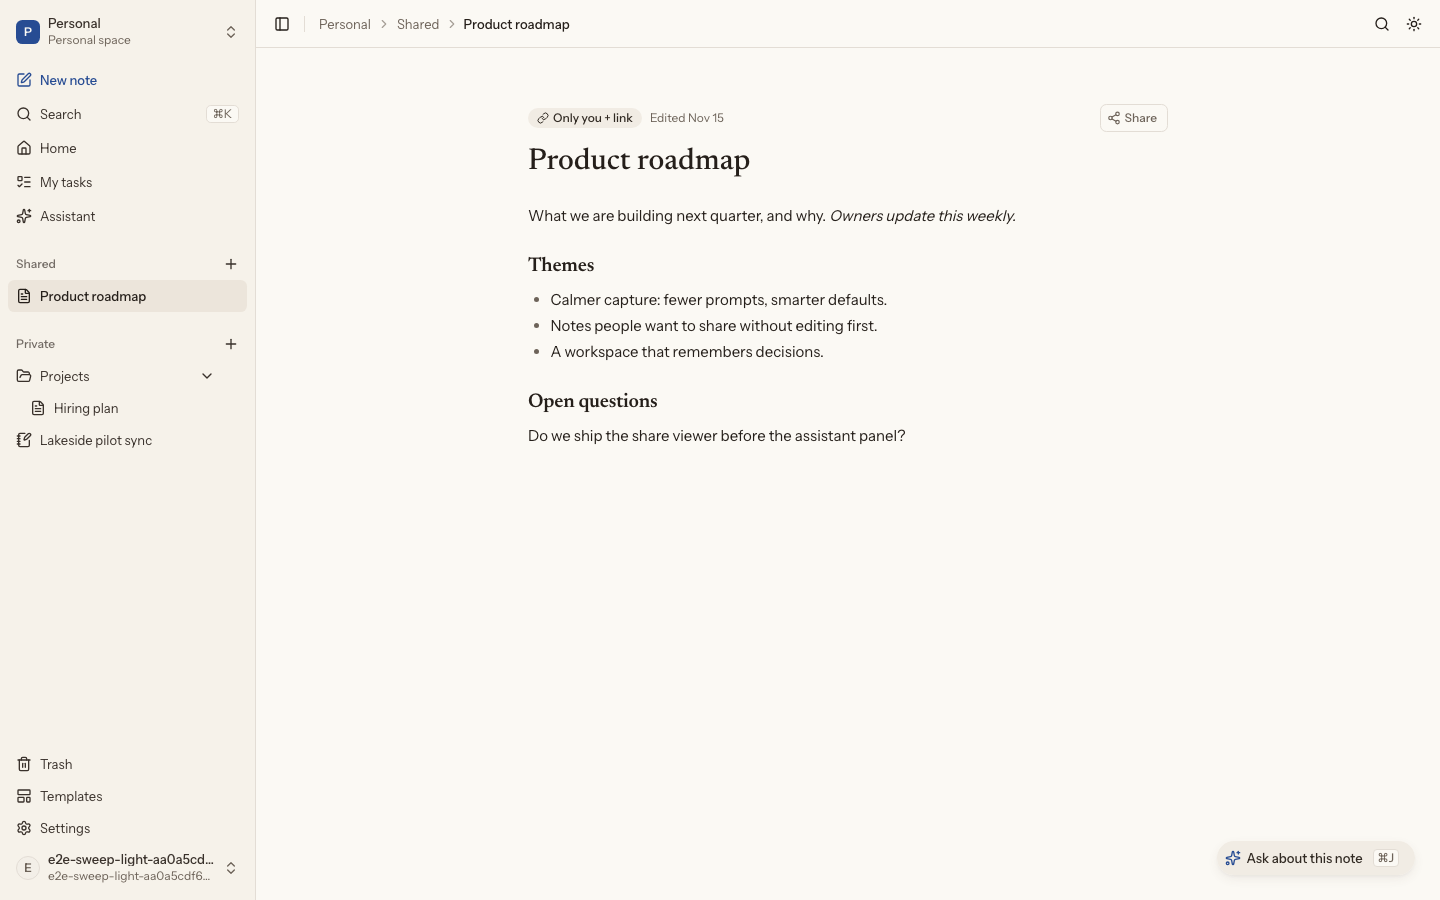 P
Personal
Personal space
New note
Search ⌘K
Home
My tasks
Assistant
Shared
Product roadmap
Private
Projects
Hiring plan
Lakeside pilot sync
Trash
Templates
Settings
E
e2e-sweep-light-aa0a5cd...
e2e-sweep-light-aa0a5cdf6...
Personal > Shared > Product roadmap
Only you + link Edited Nov 15 Share
Product roadmap
What we are building next quarter, and why. Owners update this weekly.
Themes
• Calmer capture: fewer prompts, smarter defaults.
• Notes people want to share without editing first.
• A workspace that remembers decisions.
Open questions
Do we ship the share viewer before the assistant panel?
Ask about this note ⌘J